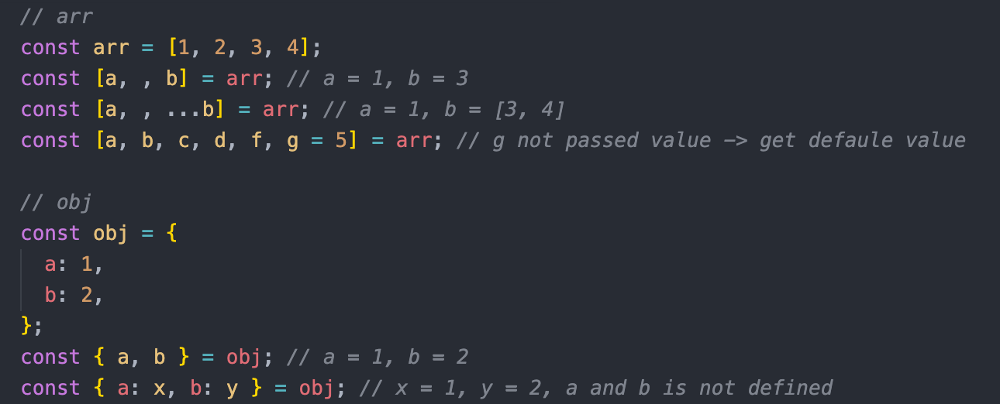 // arr
const arr = [1, 2, 3, 4];
const [a, , b] = arr; // a = 1, b = 3
const [a, , ...b] = arr; // a = 1, b = [3, 4]
const [a, b, c, d, f, g = 5] = arr; // g not passed value -> get defaule value
// obj
const obj = {
a: 1,
b: 2,
};
const { a, b } = obj; // a = 1, b = 2
const { a: x, b: y } = obj; // x = 1, y = 2, a and b is not defined